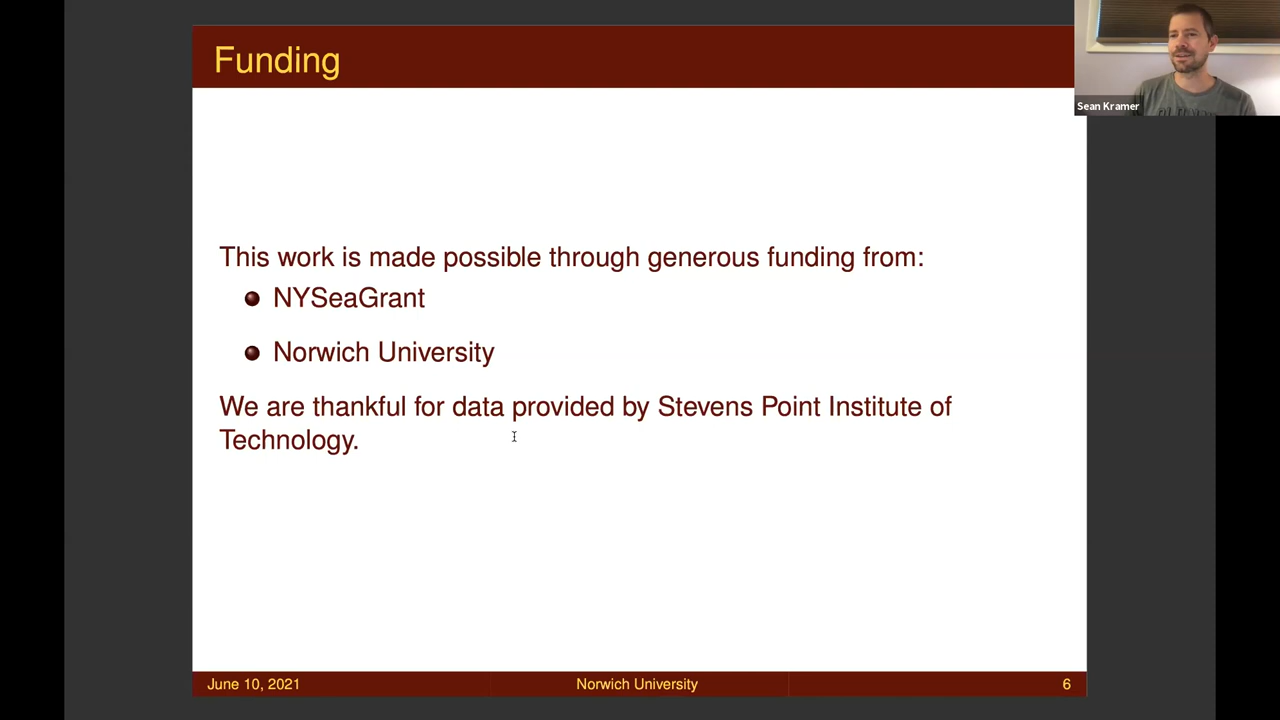 Funding
Sean Kramer
This work is made possible through generous funding from:
NYSeaGrant
Norwich University
We are thankful for data provided by Stevens Point Institute of
Technology.
June 10, 2021
Norwich University
6